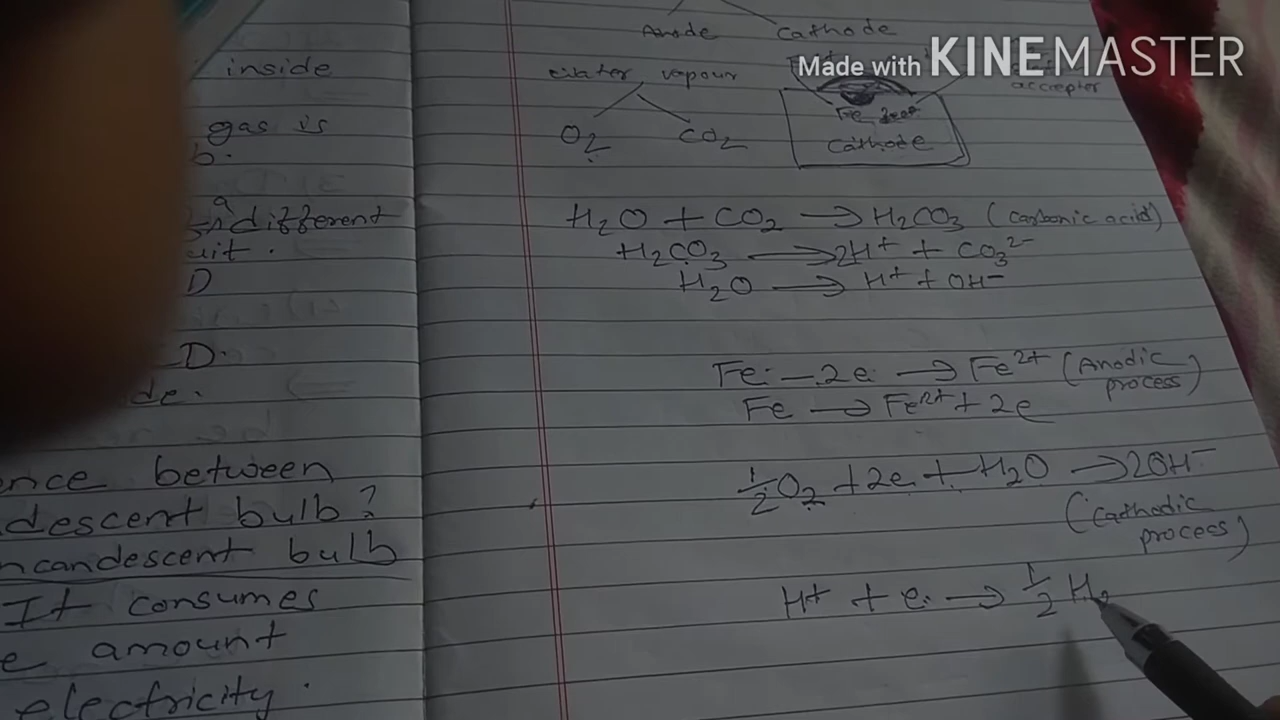 inside
gas is
b.
a
different
uit.
D
D.
de.
ence between
descent bulb?
ncandescent bulb
It consumes
e amount
electricity.
Anode Cathode
water vapour
O2 CO2
Made with KINEMASTER
accepter
Fe
Cathode
H2O + CO2 → H2CO3 (Carbonic acid)
H2CO3 → 2H+ + CO3 2-
H2O → H+ + OH-
Fe - 2e → Fe2+ (Anodic process)
Fe → Fe2+ + 2e
1/2 O2 + 2e + H2O → 2OH-
(Cathodic process)
H+ + e → 1/2 H2